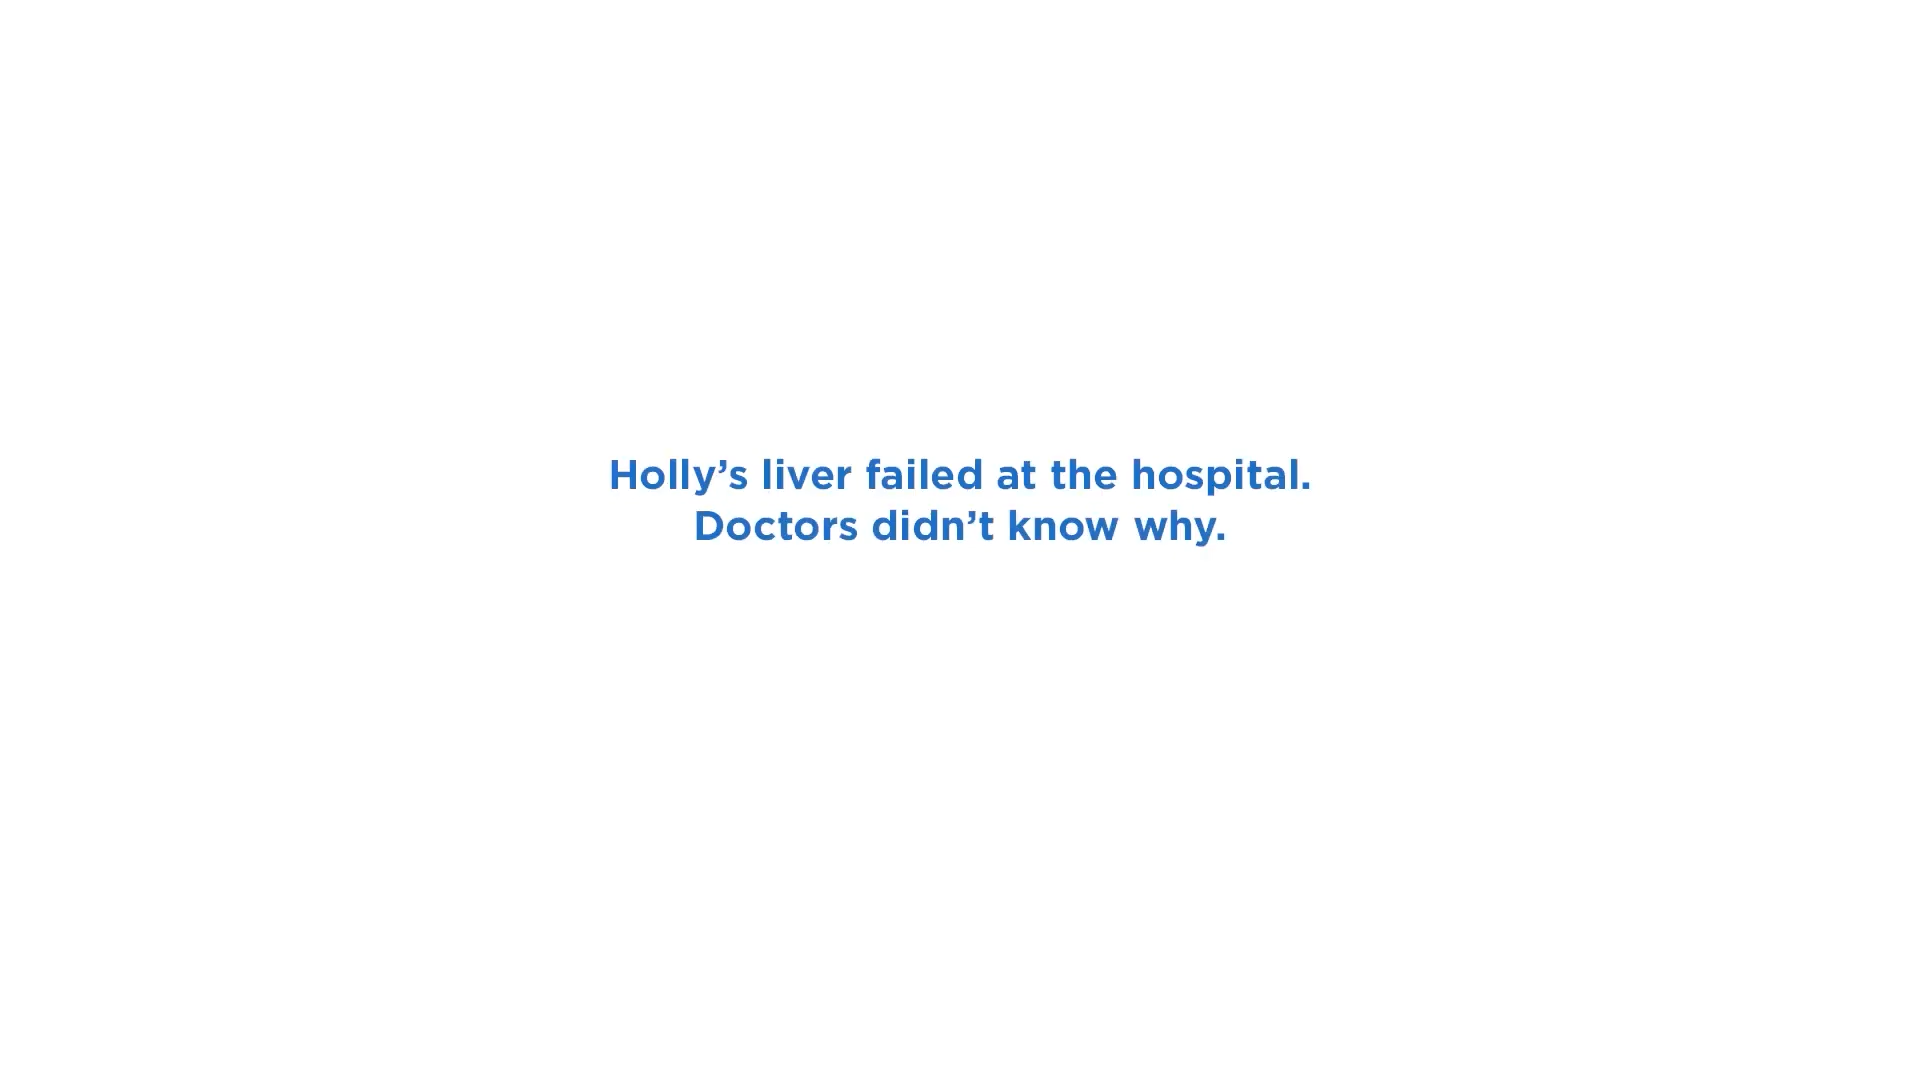 Holly’s liver failed at the hospital.
Doctors didn’t know why.